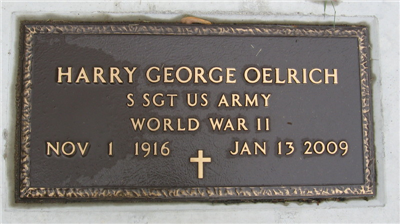 HARRY GEORGE OELRICH
S SGT US ARMY
WORLD WAR II
NOV 1 1916 JAN 13 2009